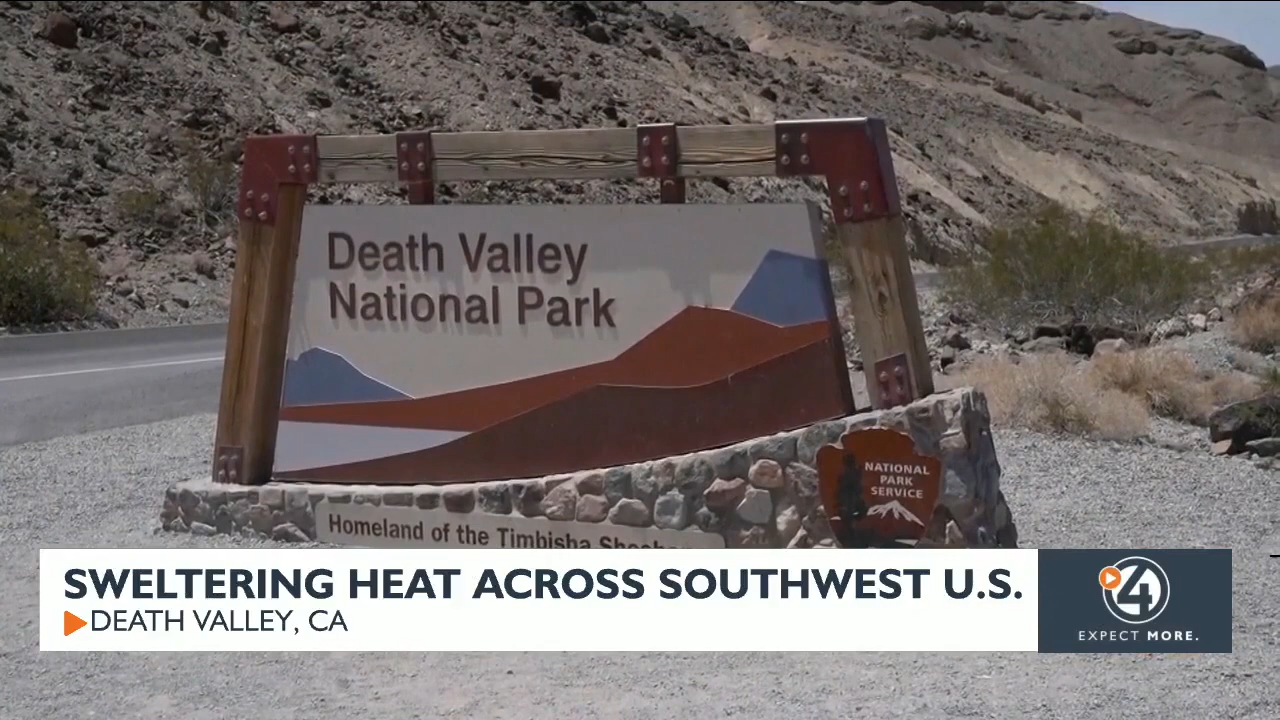 Death Valley
National Park
NATIONAL
PARK
SERVICE
Homeland of the Timbisha
SWELTERING HEAT ACROSS SOUTHWEST U.S.
DEATH VALLEY, CA
4
EXPECT MORE.